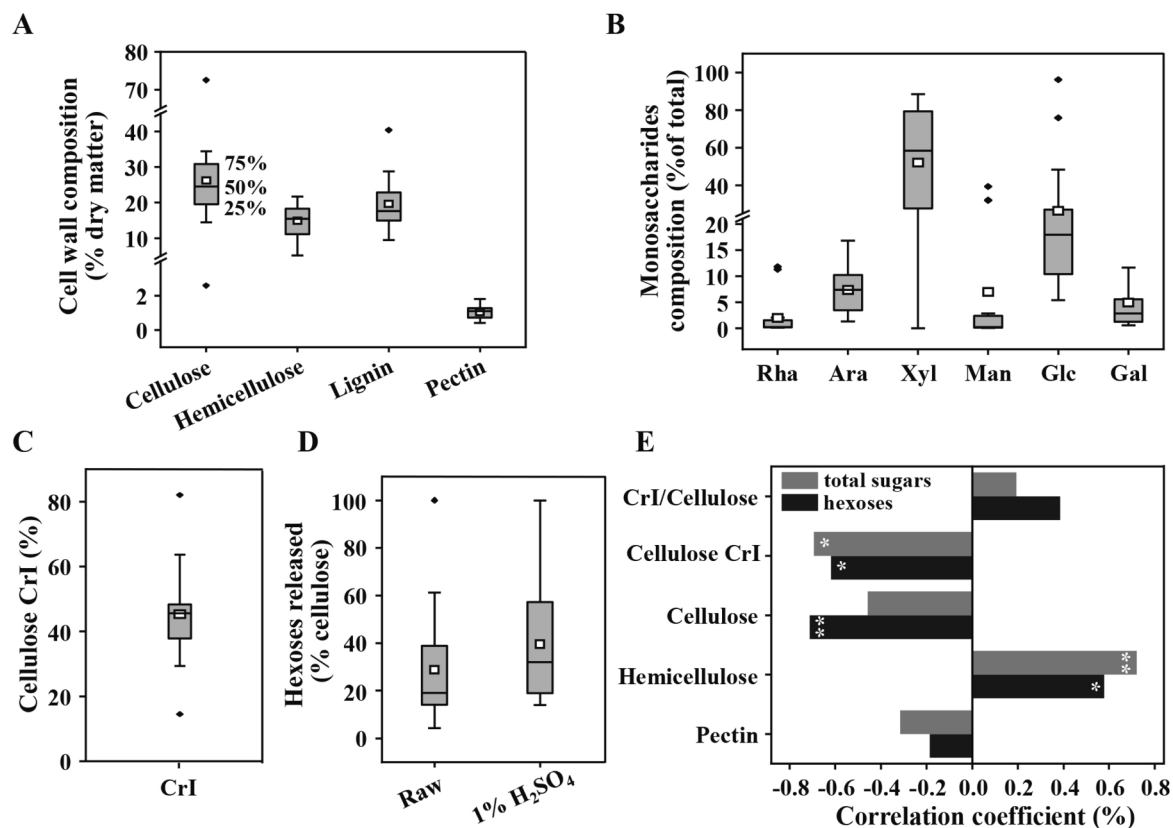 A
Cell wall composition
(% dry matter)
80
70
40
30
20
10
2
0
75%
50%
25%
Cellulose
Hemicellulose
Lignin
Pectin
B
Monosaccharides
composition (%of total)
100
80
60
40
20
15
10
5
0
Rha Ara Xyl Man Glc Gal
C
Cellulose CrI (%)
80
60
40
20
0
CrI
D
Hexoses released
(% cellulose)
100
80
60
40
20
0
Raw
1% H₂SO₄
E
total sugars
hexoses
CrI/Cellulose
Cellulose CrI
*
*
Cellulose
**
Hemicellulose
**
*
Pectin
-0.8 -0.6 -0.4 -0.2 0.0 0.2 0.4 0.6 0.8
Correlation coefficient (%)